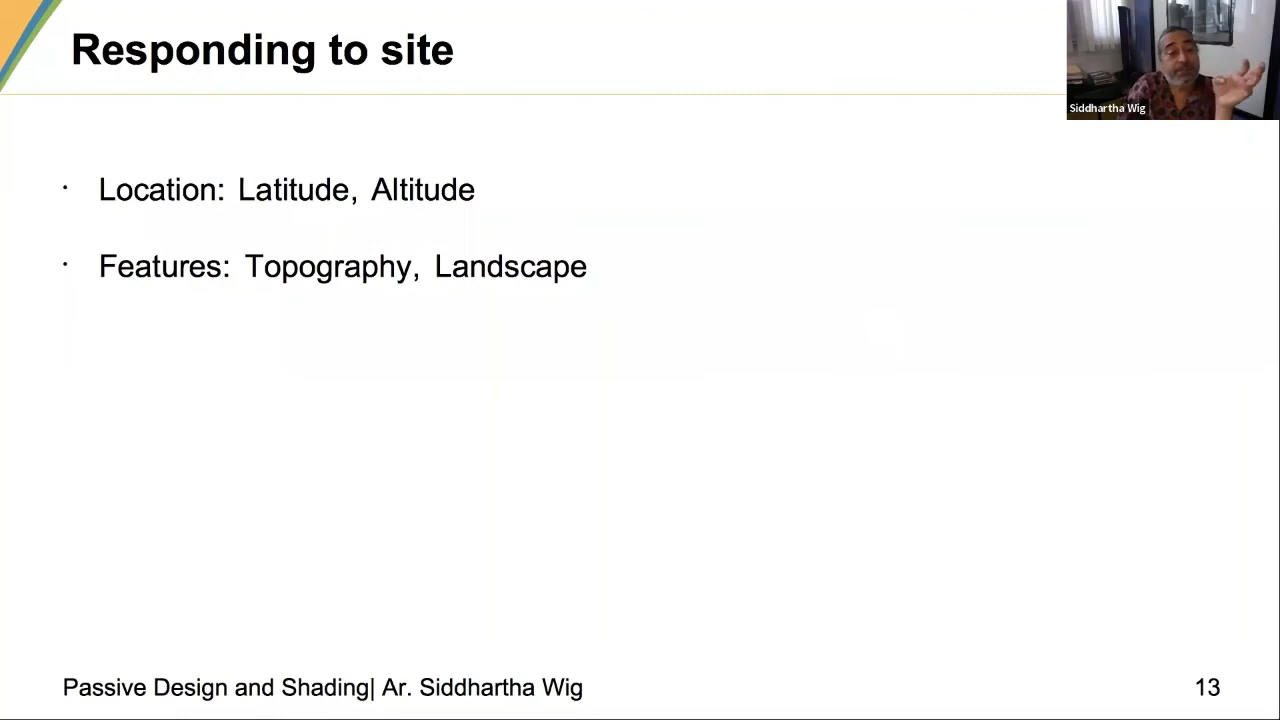 Responding to site
Siddhartha Wig
· Location: Latitude, Altitude
· Features: Topography, Landscape
Passive Design and Shading| Ar. Siddhartha Wig
13